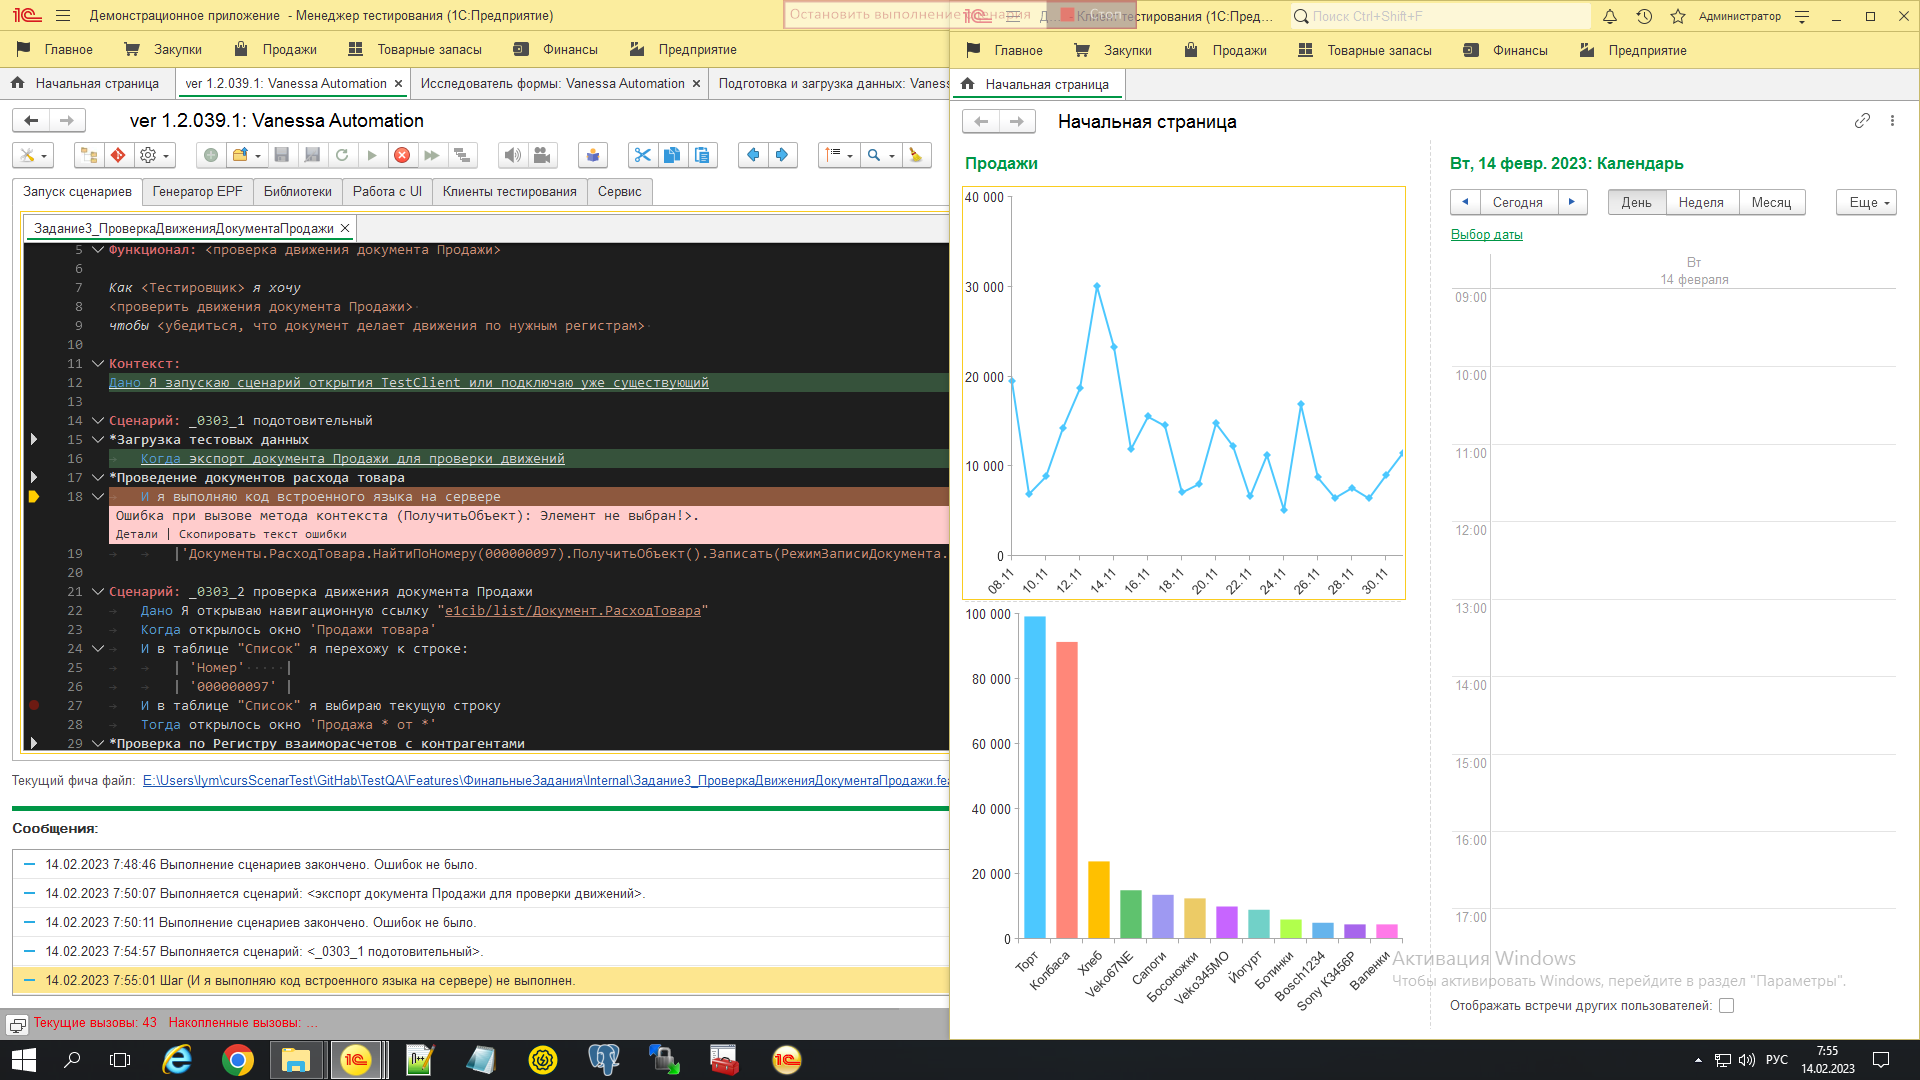 Демонстрационное приложение - Менеджер тестирования (1С:Предприятие)
Остановить выполнение сценария
Стоп
Клиент тестирования (1С:Пред...
Поиск Ctrl+Shift+F
Администратор
Главное
Закупки
Продажи
Товарные запасы
Финансы
Предприятие
Главное
Закупки
Продажи
Товарные запасы
Финансы
Предприятие
Начальная страница
ver 1.2.039.1: Vanessa Automation ×
Исследователь формы: Vanessa Automation ×
Подготовка и загрузка данных: Vaness
Начальная страница
ver 1.2.039.1: Vanessa Automation
Запуск сценариев
Генератор EPF
Библиотеки
Работа с UI
Клиенты тестирования
Сервис
Задание3_ПроверкаДвиженияДокументаПродажи ×
5 Функционал: <проверка движения документа Продажи>
6
7 Как <Тестировщик> я хочу
8 <проверить движения документа Продажи>
9 чтобы <убедиться, что документ делает движения по нужным регистрам>
10
11 Контекст:
12 Дано Я запускаю сценарий открытия TestClient или подключаю уже существующий
13
14 Сценарий: _0303_1 подотовительный
15 *Загрузка тестовых данных
16 Когда экспорт документа Продажи для проверки движений
17 *Проведение документов расхода товара
18 И я выполняю код встроенного языка на сервере
Ошибка при вызове метода контекста (ПолучитьОбъект): Элемент не выбран!>.
Детали | Скопировать текст ошибки
19 |'Документы.РасходТовара.НайтиПоНомеру(000000097).ПолучитьОбъект().Записать(РежимЗаписиДокумента.
20
21 Сценарий: _0303_2 проверка движения документа Продажи
22 Дано Я открываю навигационную ссылку "e1cib/list/Документ.РасходТовара"
23 Когда открылось окно 'Продажи товара'
24 И в таблице "Список" я перехожу к строке:
25 | 'Номер' |
26 | '000000097' |
27 И в таблице "Список" я выбираю текущую строку
28 Тогда открылось окно 'Продажа * от *'
29 *Проверка по Регистру взаиморасчетов с контрагентами
Текущий фича файл: E:\Users\lym\cursScenarTest\GitHab\TestQA\Features\ФинальныеЗадания\Internal\Задание3_ПроверкаДвиженияДокументаПродажи.fea
Сообщения:
14.02.2023 7:48:46 Выполнение сценариев закончено. Ошибок не было.
14.02.2023 7:50:07 Выполняется сценарий: <экспорт документа Продажи для проверки движений>.
14.02.2023 7:50:11 Выполнение сценариев закончено. Ошибок не было.
14.02.2023 7:54:57 Выполняется сценарий: <_0303_1 подотовительный>.
14.02.2023 7:55:01 Шаг (И я выполняю код встроенного языка на сервере) не выполнен.
Текущие вызовы: 43 Накопленные вызовы: ...
Начальная страница
Продажи
40 000
30 000
20 000
10 000
0
08.11
10.11
12.11
14.11
16.11
18.11
20.11
22.11
24.11
26.11
28.11
30.11
100 000
80 000
60 000
40 000
20 000
0
Торт
Колбаса
Хлеб
Veko67NE
Сапоги
Босоножки
Veko345MO
Йогурт
Ботинки
Bosch1234
Sony K3456P
Валенки
Вт, 14 февр. 2023: Календарь
Сегодня
День
Неделя
Месяц
Еще
Выбор даты
Вт
14 февраля
09:00
10:00
11:00
12:00
13:00
14:00
15:00
16:00
17:00
Активация Windows
Чтобы активировать Windows, перейдите в раздел "Параметры".
Отображать встречи других пользователей:
РУС
7:55
14.02.2023